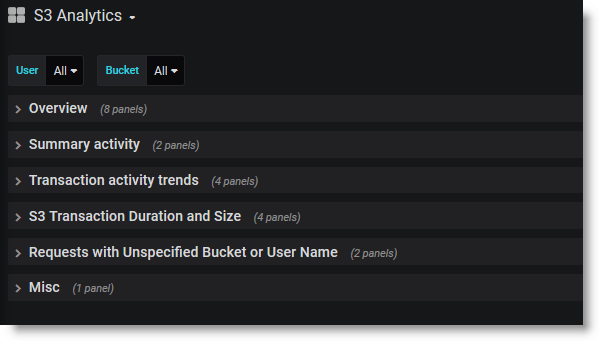 S3 Analytics
User All Bucket All
Overview (8 panels)
Summary activity (2 panels)
Transaction activity trends (4 panels)
S3 Transaction Duration and Size (4 panels)
Requests with Unspecified Bucket or User Name (2 panels)
Misc (1 panel)